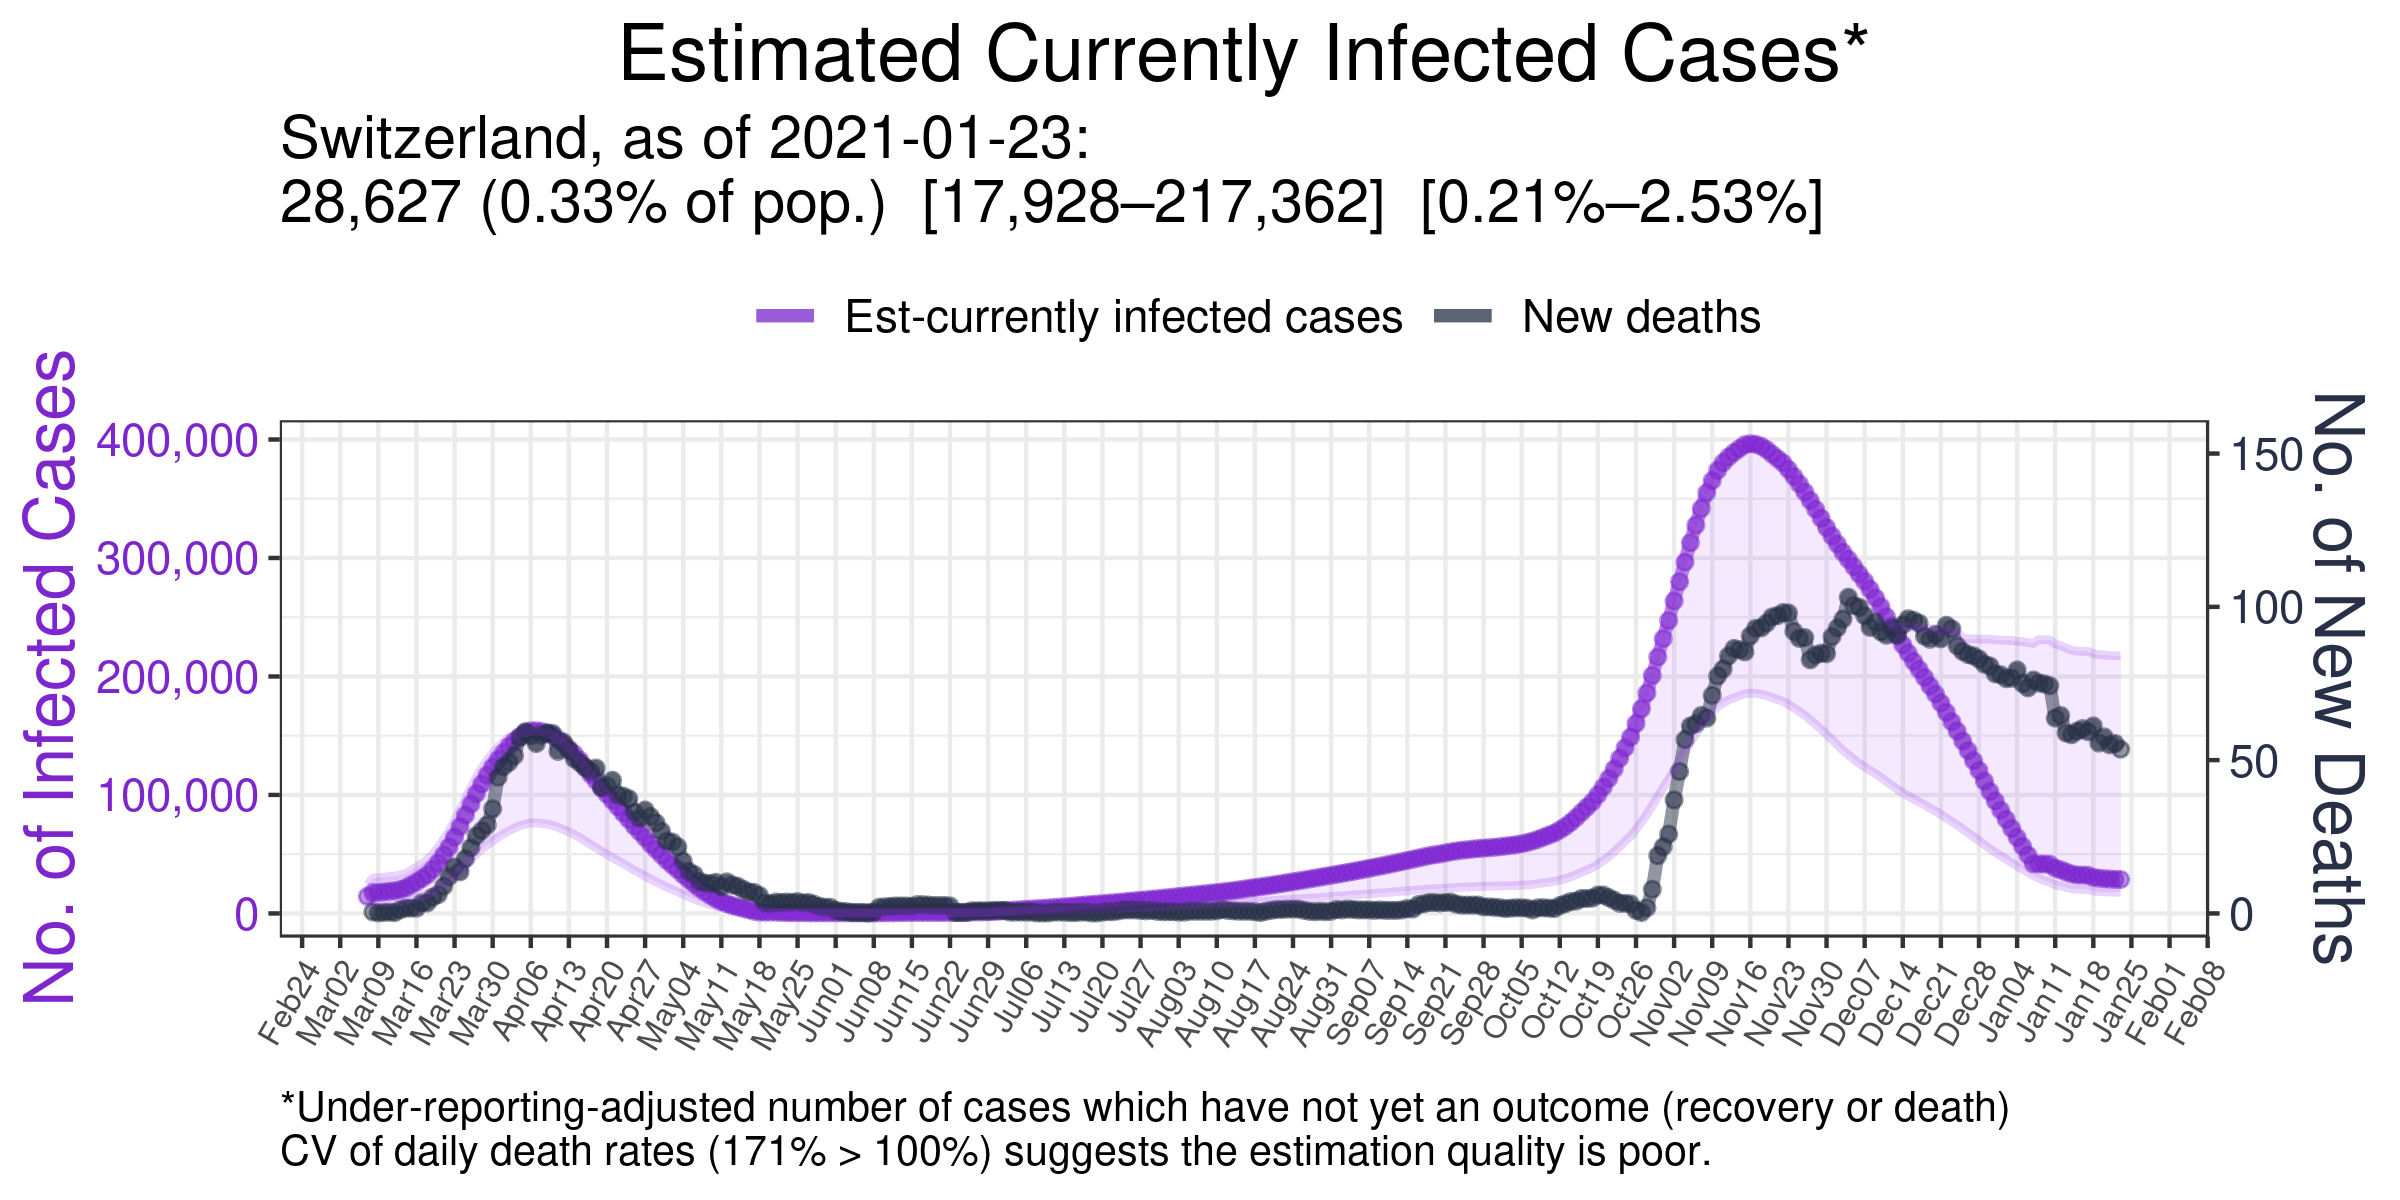 Estimated Currently Infected Cases*
Switzerland, as of 2021-01-23:
28,627 (0.33% of pop.) [17,928–217,362] [0.21%–2.53%]
Est-currently infected cases New deaths
No. of Infected Cases
400,000
300,000
200,000
100,000
0
150
100
50
0
No. of New Deaths
Feb24 Mar02 Mar09 Mar16 Mar23 Mar30 Apr06 Apr13 Apr20 Apr27 May04 May11 May18 May25 Jun01 Jun08 Jun15 Jun22 Jun29 Jul06 Jul13 Jul20 Jul27 Aug03 Aug10 Aug17 Aug24 Aug31 Sep07 Sep14 Sep21 Sep28 Oct05 Oct12 Oct19 Oct26 Nov02 Nov09 Nov16 Nov23 Nov30 Dec07 Dec14 Dec21 Dec28 Jan04 Jan11 Jan18 Jan25 Feb01 Feb08
*Under-reporting-adjusted number of cases which have not yet an outcome (recovery or death)
CV of daily death rates (171% > 100%) suggests the estimation quality is poor.